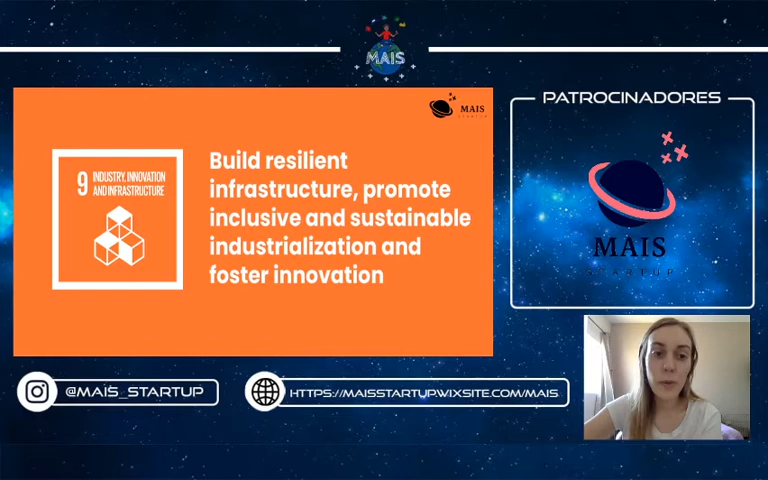 MAIS
PATROCINADORES
MAIS
9 INDUSTRY, INNOVATION
AND INFRASTRUCTURE
Build resilient
infrastructure, promote
inclusive and sustainable
industrialization and
foster innovation
MAIS
STARTUP
@MAIS_STARTUP
HTTPS://MAISSTARTUP.WIXSITE.COM/MAIS